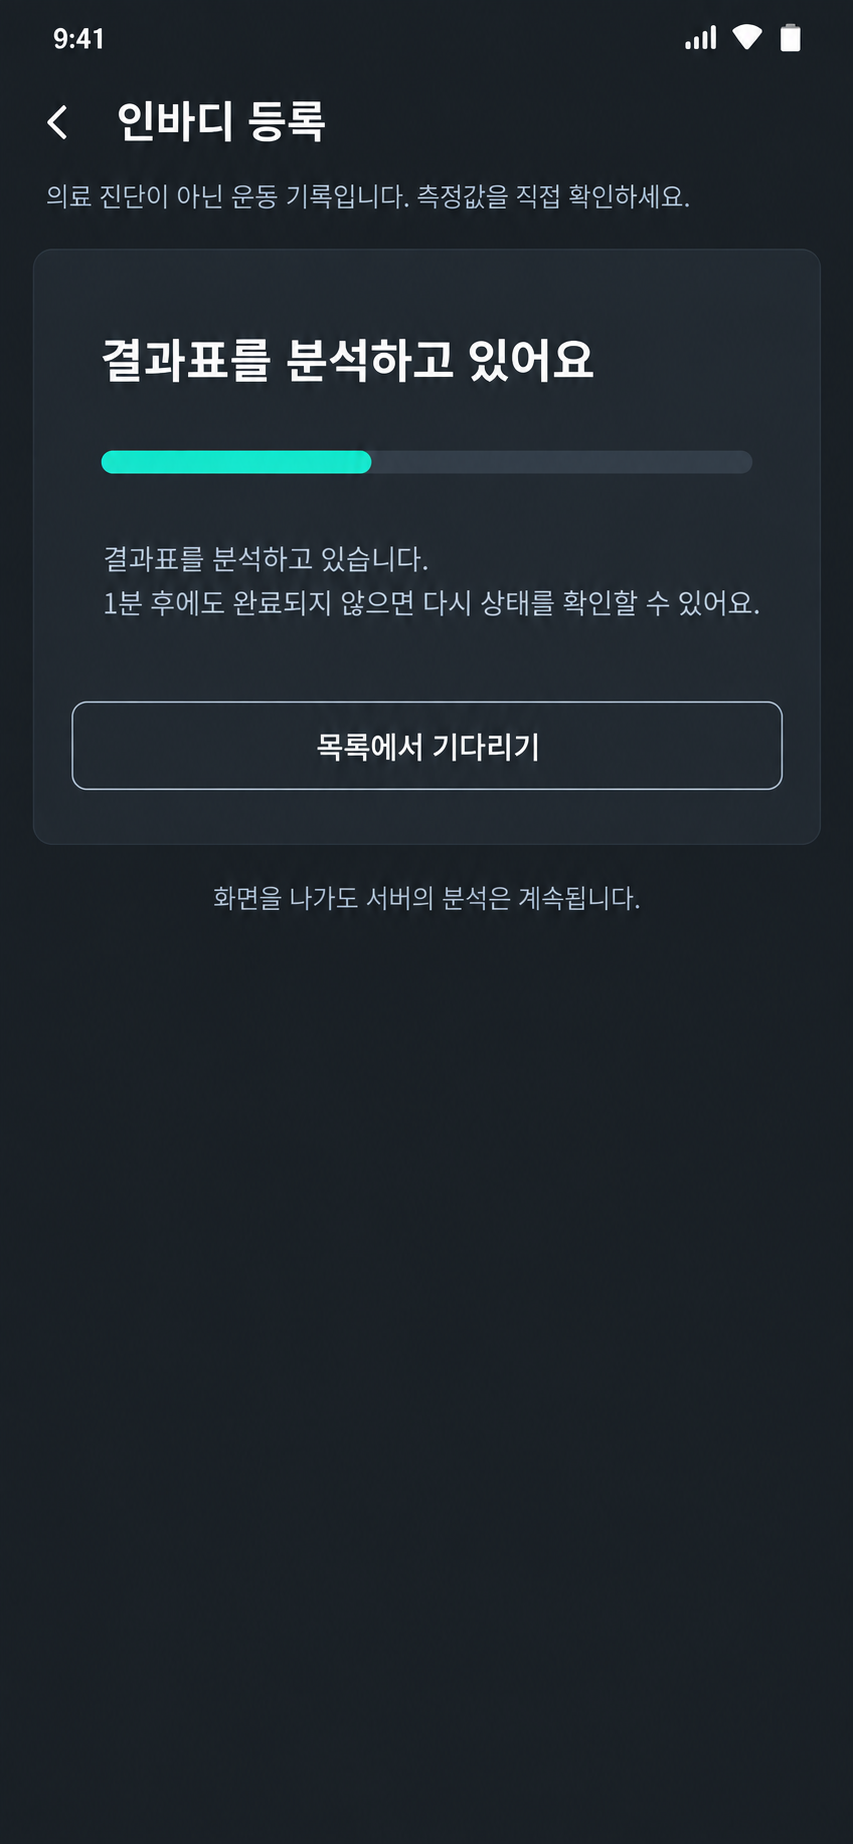 9:41
인바디 등록
의료 진단이 아닌 운동 기록입니다. 측정값을 직접 확인하세요.
결과표를 분석하고 있어요
결과표를 분석하고 있습니다.
1분 후에도 완료되지 않으면 다시 상태를 확인할 수 있어요.
목록에서 기다리기
화면을 나가도 서버의 분석은 계속됩니다.